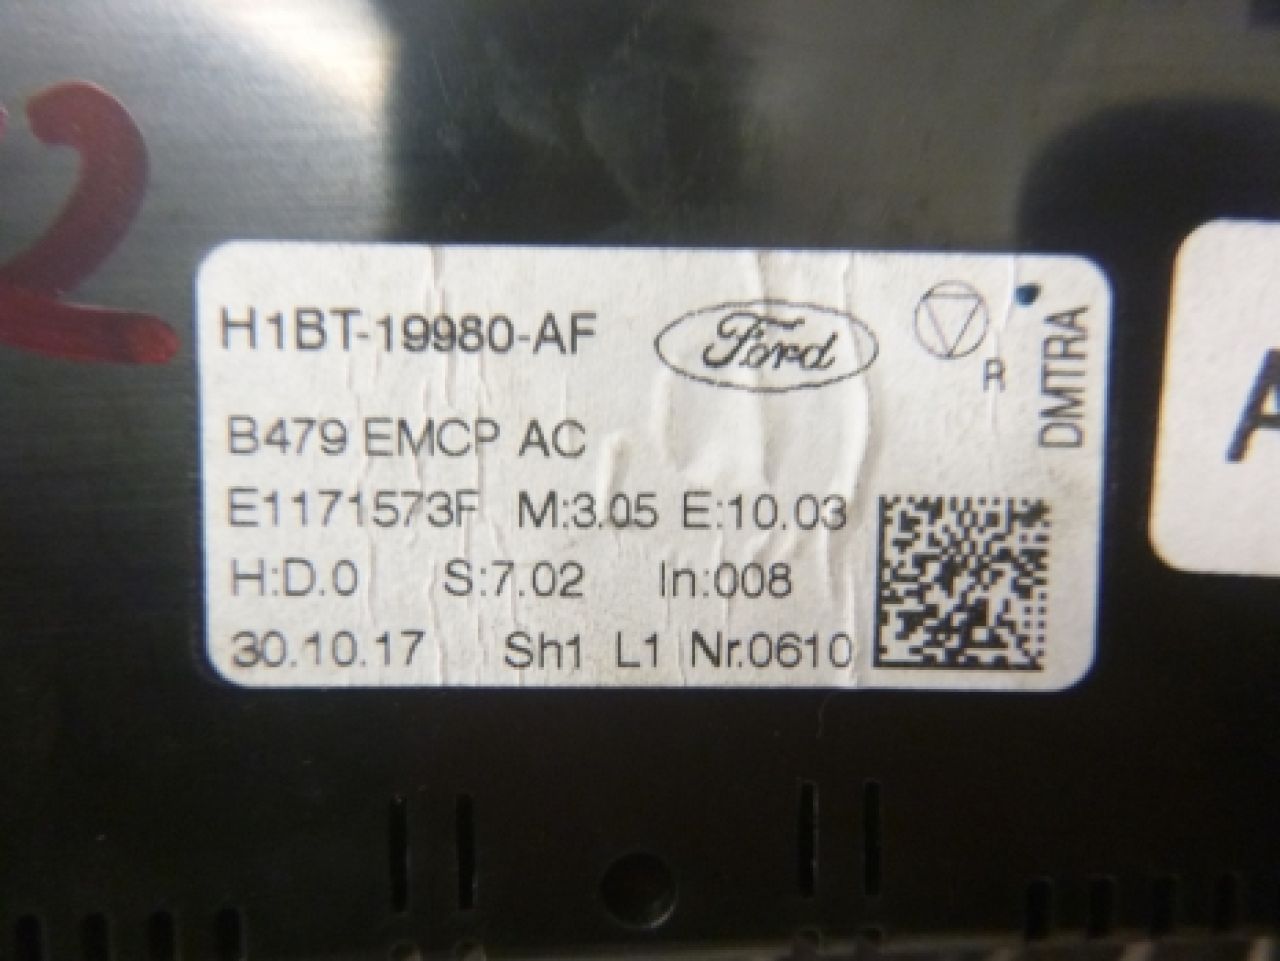 2
H1BT-19980-AF
Ford
R
DMTRA
B479 EMCP AC
E1171573F M:3.05 E:10.03
H:D.0 S:7.02 In:008
30.10.17 Sh1 L1 Nr.0610
A